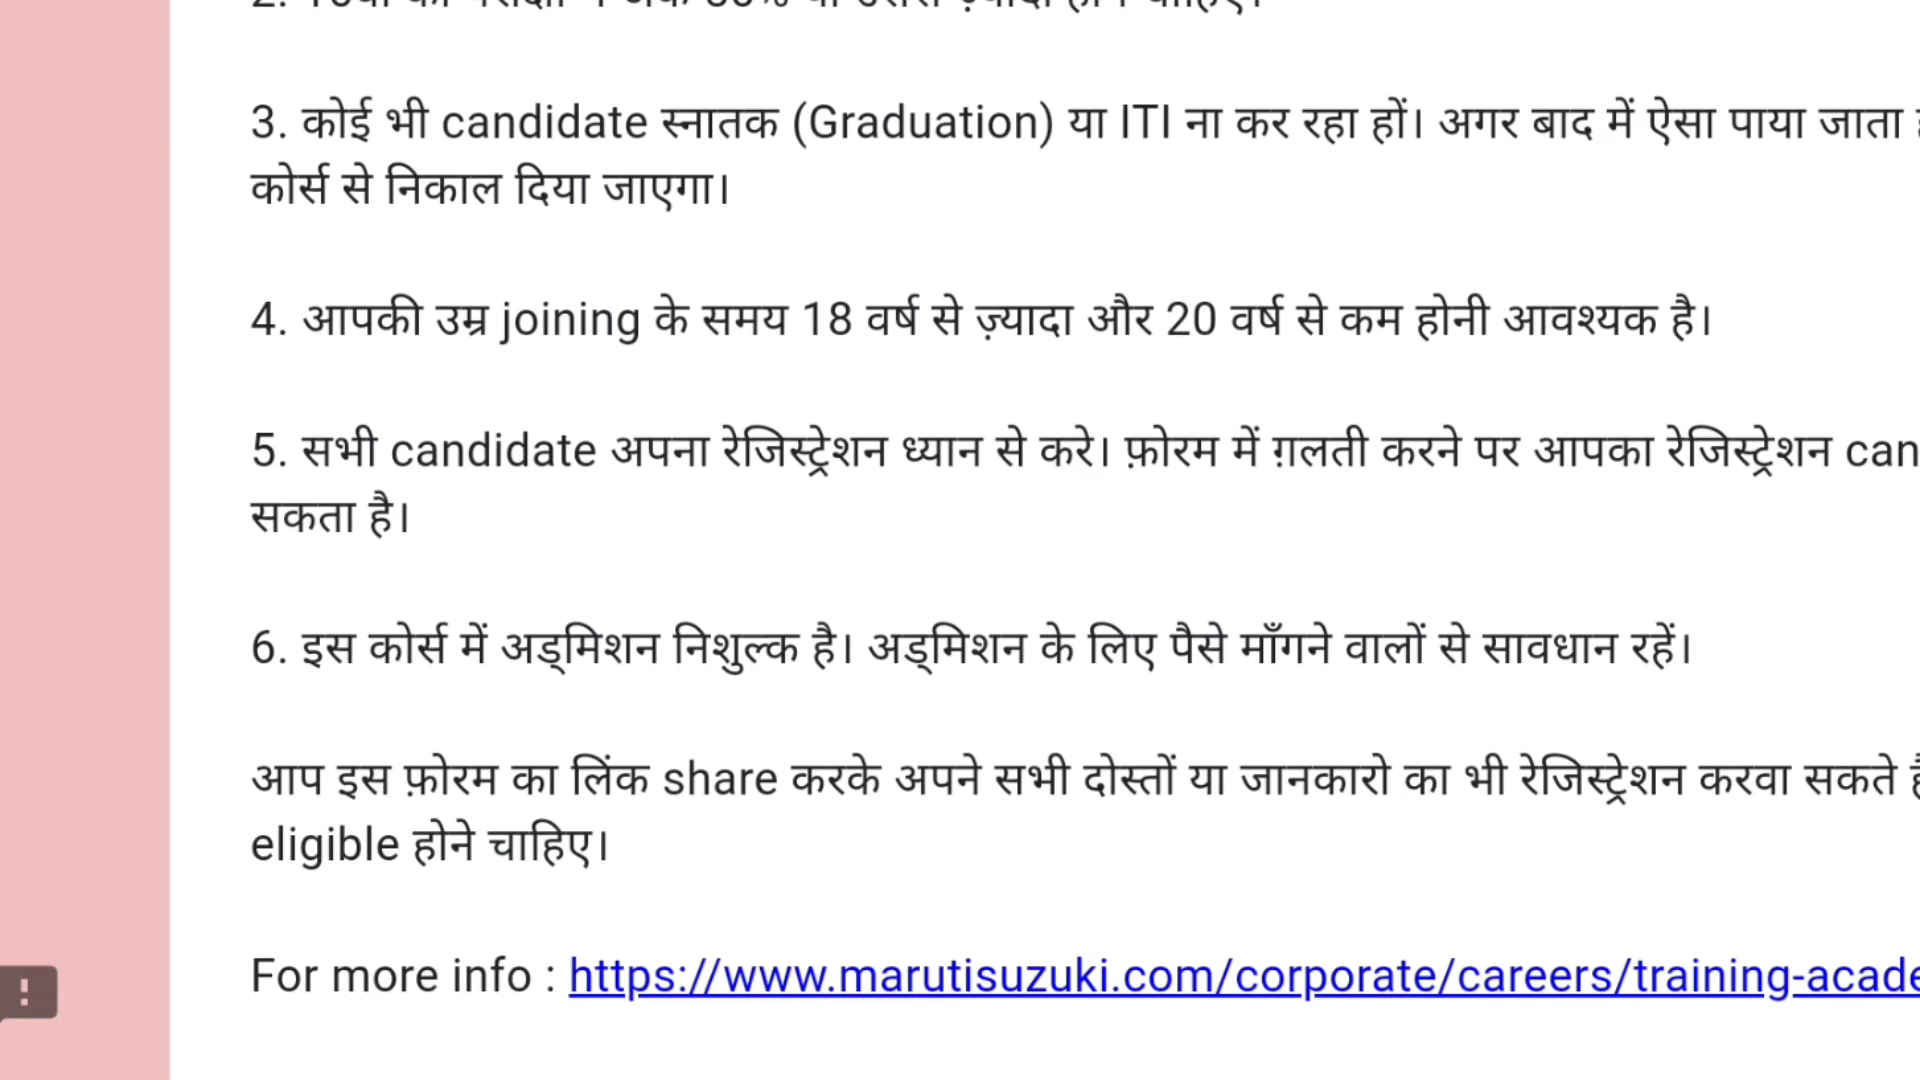 3. कोई भी candidate स्नातक (Graduation) या ITI ना कर रहा हों। अगर बाद में ऐसा पाया जाता
कोर्स से निकाल दिया जाएगा।
4. आपकी उम्र joining के समय 18 वर्ष से ज़्यादा और 20 वर्ष से कम होनी आवश्यक है।
5. सभी candidate अपना रेजिस्ट्रेशन ध्यान से करे। फ़ोरम में ग़लती करने पर आपका रेजिस्ट्रेशन can
सकता है।
6. इस कोर्स में अड्मिशन निशुल्क है। अड्मिशन के लिए पैसे माँगने वालों से सावधान रहें।
आप इस फ़ोरम का लिंक share करके अपने सभी दोस्तों या जानकारो का भी रेजिस्ट्रेशन करवा सकते
eligible होने चाहिए।
For more info : https://www.marutisuzuki.com/corporate/careers/training-acade